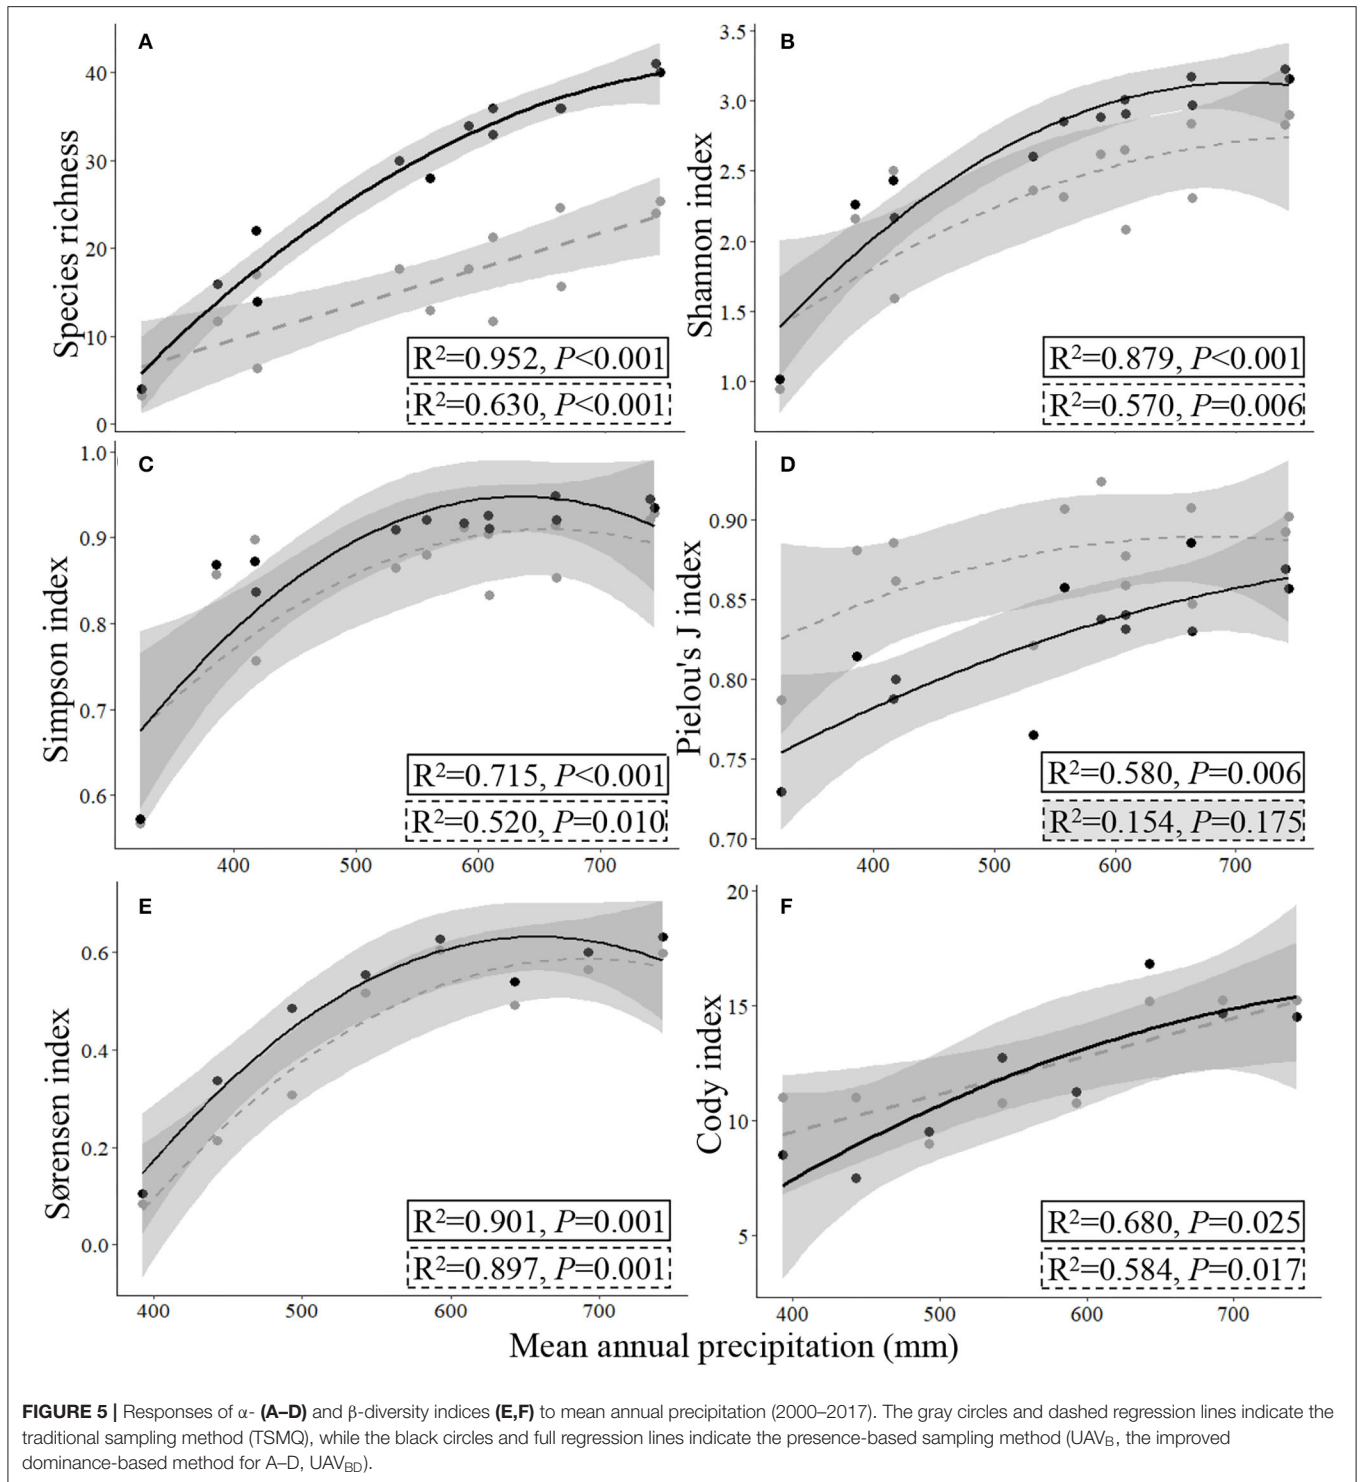 A
Species richness
40
30
20
10
0
R²=0.952, P<0.001
R²=0.630, P<0.001
B
Shannon index
3.5
3.0
2.5
2.0
1.5
1.0
R²=0.879, P<0.001
R²=0.570, P=0.006
C
Simpson index
1.0
0.9
0.8
0.7
0.6
R²=0.715, P<0.001
R²=0.520, P=0.010
400 500 600 700
D
Pielou's J index
0.90
0.85
0.80
0.75
0.70
R²=0.580, P=0.006
R²=0.154, P=0.175
400 500 600 700
E
Sørensen index
0.6
0.4
0.2
0.0
R²=0.901, P=0.001
R²=0.897, P=0.001
400 500 600 700
F
Cody index
20
15
10
5
R²=0.680, P=0.025
R²=0.584, P=0.017
400 500 600 700
Mean annual precipitation (mm)
FIGURE 5 | Responses of α- (A–D) and β-diversity indices (E,F) to mean annual precipitation (2000–2017). The gray circles and dashed regression lines indicate the
traditional sampling method (TSMQ), while the black circles and full regression lines indicate the presence-based sampling method (UAV_B, the improved
dominance-based method for A–D, UAV_BD).